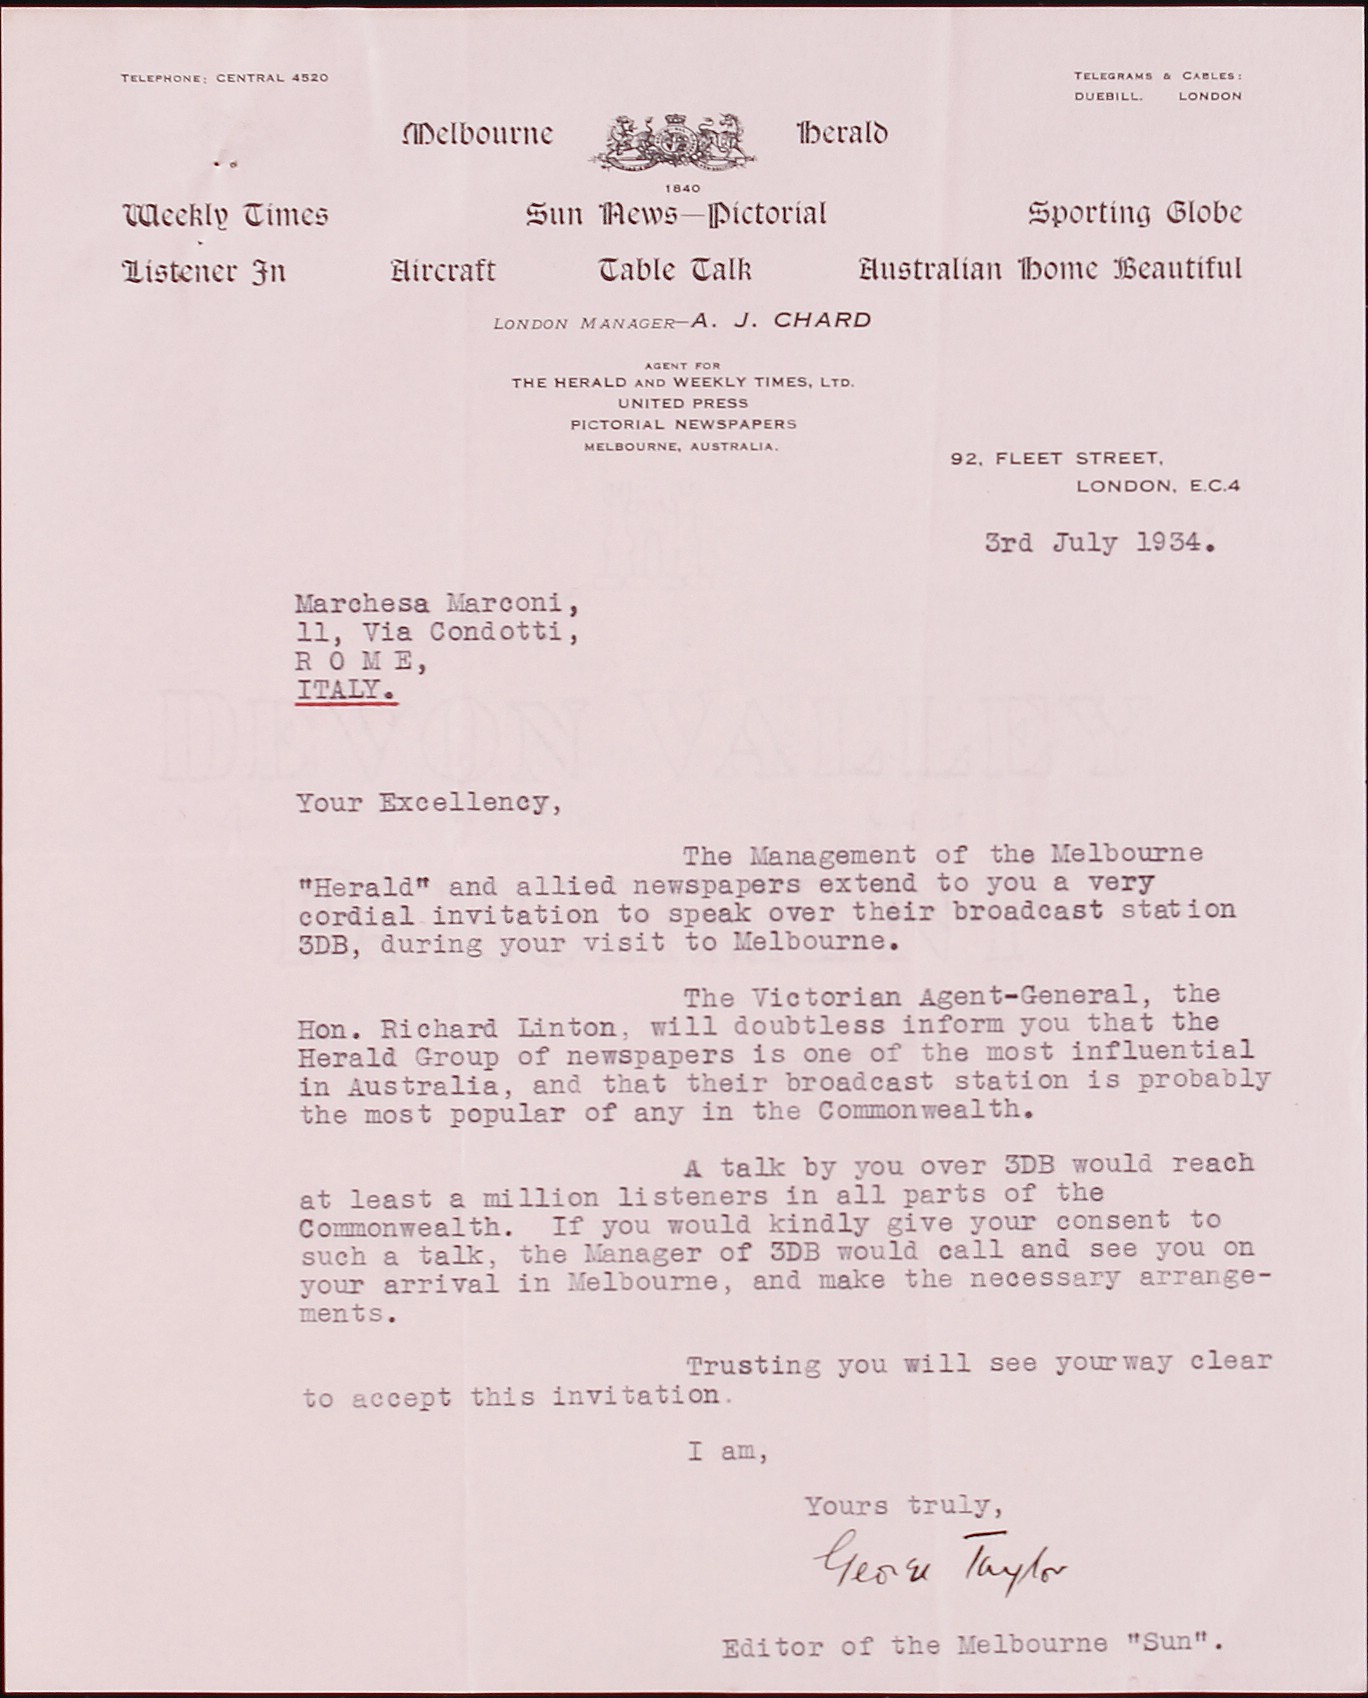 TELEPHONE: CENTRAL 4520
TELEGRAMS & CABLES:
DUEBILL. LONDON
Melbourne Herald
1840
Weekly Times Sun News-Pictorial Sporting Globe
Listener In Aircraft Table Talk Australian Home Beautiful
LONDON MANAGER-A. J. CHARD
AGENT FOR
THE HERALD AND WEEKLY TIMES, LTD.
UNITED PRESS
PICTORIAL NEWSPAPERS
MELBOURNE, AUSTRALIA.
92, FLEET STREET,
LONDON, E.C.4
3rd July 1934.
Marchesa Marconi,
11, Via Condotti,
R O M E,
ITALY.
DEVON VALLEY
Your Excellency,
The Management of the Melbourne
"Herald" and allied newspapers extend to you a very
cordial invitation to speak over their broadcast station
3DB, during your visit to Melbourne.
The Victorian Agent-General, the
Hon. Richard Linton, will doubtless inform you that the
Herald Group of newspapers is one of the most influential
in Australia, and that their broadcast station is probably
the most popular of any in the Commonwealth.
A talk by you over 3DB would reach
at least a million listeners in all parts of the
Commonwealth. If you would kindly give your consent to
such a talk, the Manager of 3DB would call and see you on
your arrival in Melbourne, and make the necessary arrange-
ments.
Trusting you will see your way clear
to accept this invitation.
I am,
Yours truly,
George Taylor
Editor of the Melbourne "Sun".